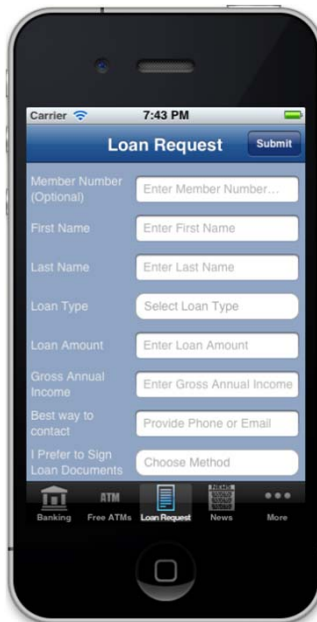 Carrier 7:43 PM
Loan Request Submit
Member Number
(Optional) Enter Member Number...
First Name Enter First Name
Last Name Enter Last Name
Loan Type Select Loan Type
Loan Amount Enter Loan Amount
Gross Annual
Income Enter Gross Annual Income
Best way to
contact Provide Phone or Email
I Prefer to Sign
Loan Documents Choose Method
ATM NEWS
Banking Free ATMs Loan Request News More